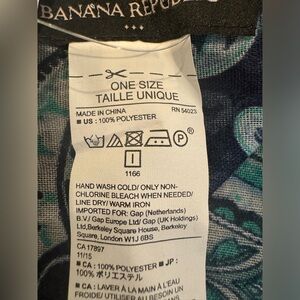 BANANA REPUBLIC
ONE SIZE
TAILLE UNIQUE
MADE IN CHINA RN 54023
■ US : 100% POLYESTER
P
I
1166
HAND WASH COLD/ ONLY NON-
CHLORINE BLEACH WHEN NEEDED/
LINE DRY/ WARM IRON
IMPORTED FOR: Gap (Netherlands)
B.V./ Gap Europe Ltd/ Gap (UK Holdings)
Ltd,Berkeley Square House, Berkeley
Square, London W1J 6BS
CA 17897
11/15
■ CA : 100% POLYESTER ■ JP :
100% ポリエステル
■ CA : LAVER À LA MAIN À L'EAU
FROIDE/ UTILISER AU BESOIN UN